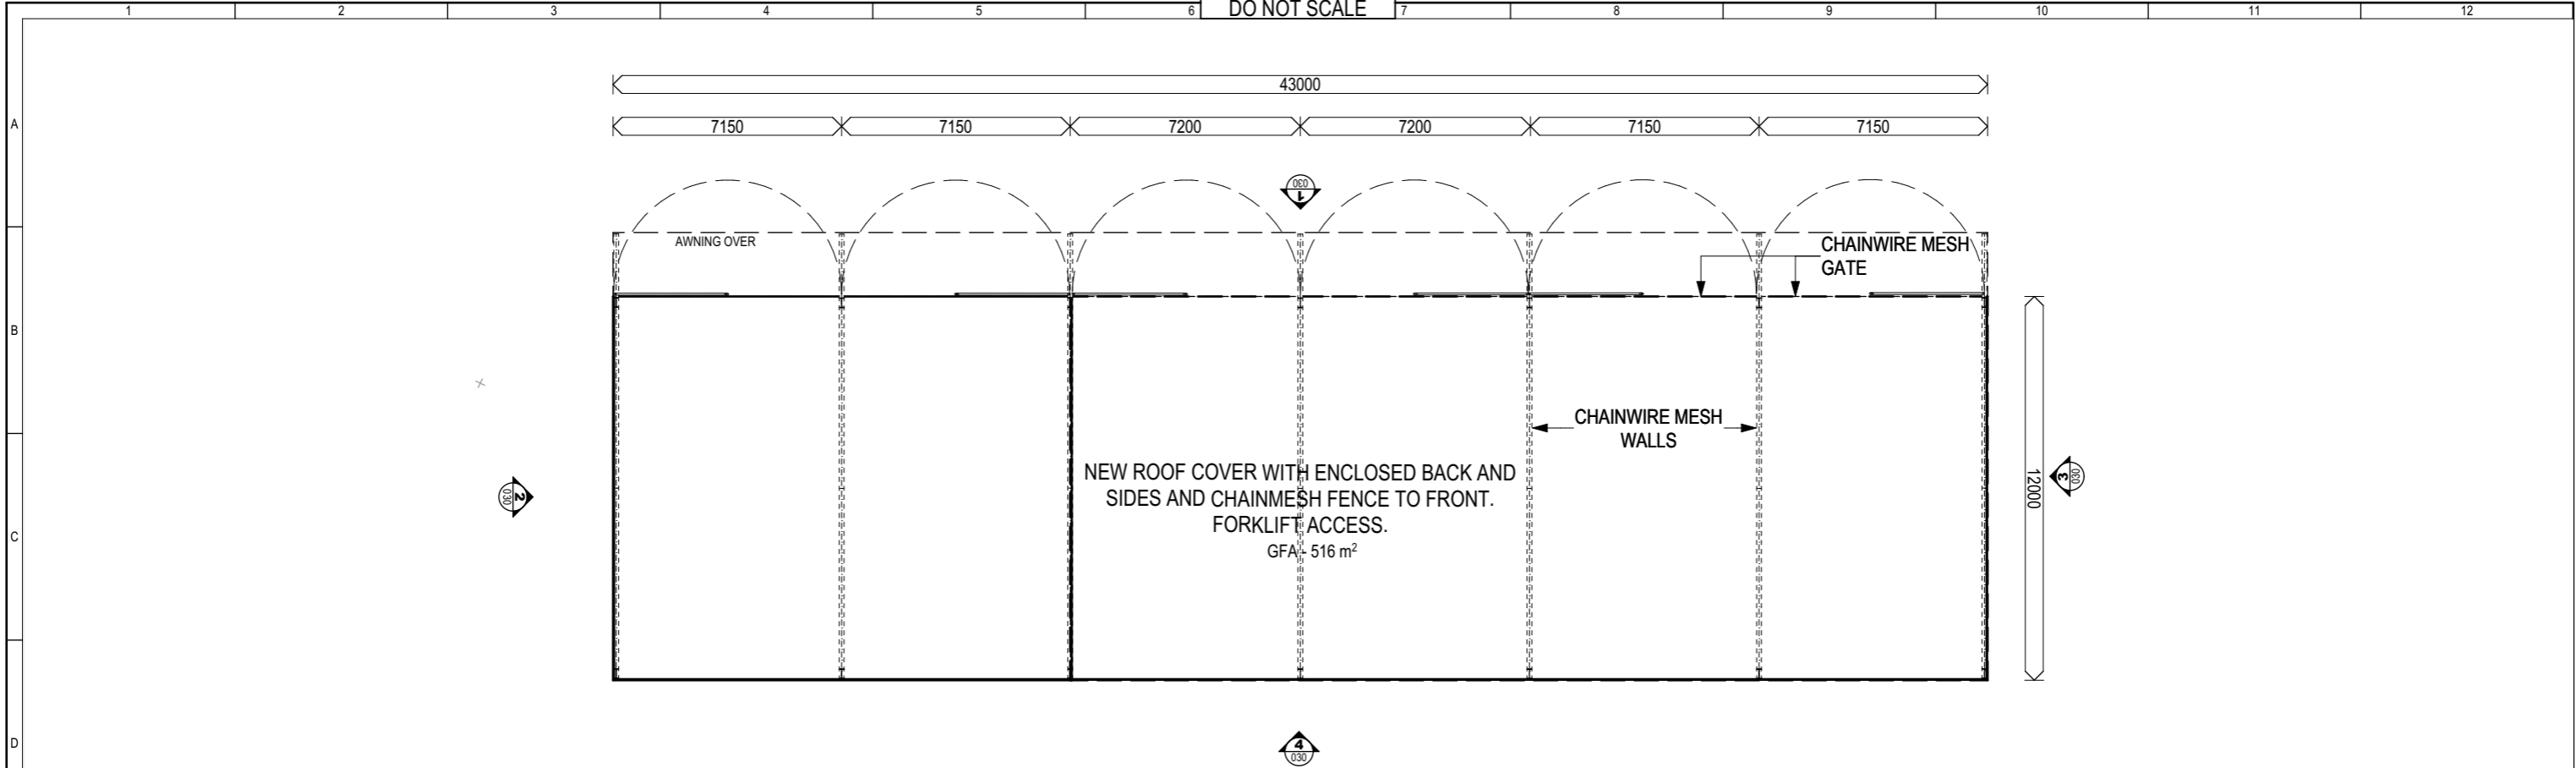 DO NOT SCALE
1 2 3 4 5 6 7 8 9 10 11 12
43000
A
7150 7150 7200 7200 7150 7150
1
030
AWNING OVER
CHAINWIRE MESH
GATE
B
CHAINWIRE MESH
WALLS
NEW ROOF COVER WITH ENCLOSED BACK AND
SIDES AND CHAINMESH FENCE TO FRONT.
FORKLIFT ACCESS.
GFA - 516 m²
2
030
12000
3
030
C
D
4
030